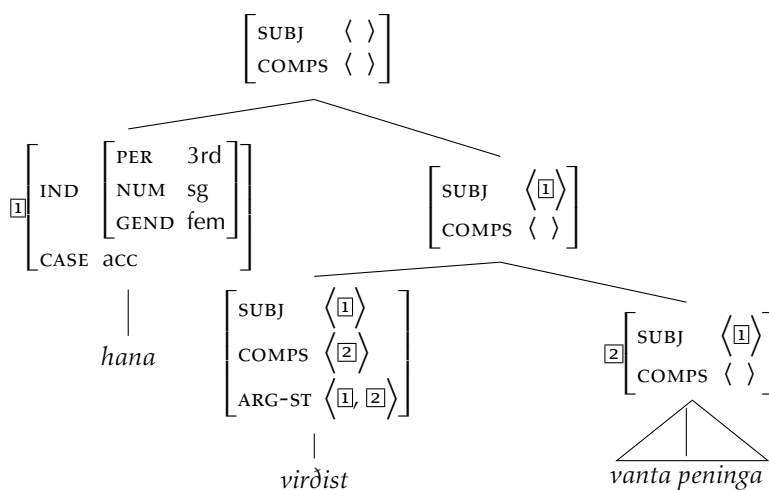 SUBJ ⟨ ⟩
COMPS ⟨ ⟩
1
IND
PER 3rd
NUM sg
GEND fem
CASE acc
SUBJ ⟨1⟩
COMPS ⟨ ⟩
hana
SUBJ ⟨1⟩
COMPS ⟨2⟩
ARG-ST ⟨1, 2⟩
virðist
2
SUBJ ⟨1⟩
COMPS ⟨ ⟩
vanta peninga